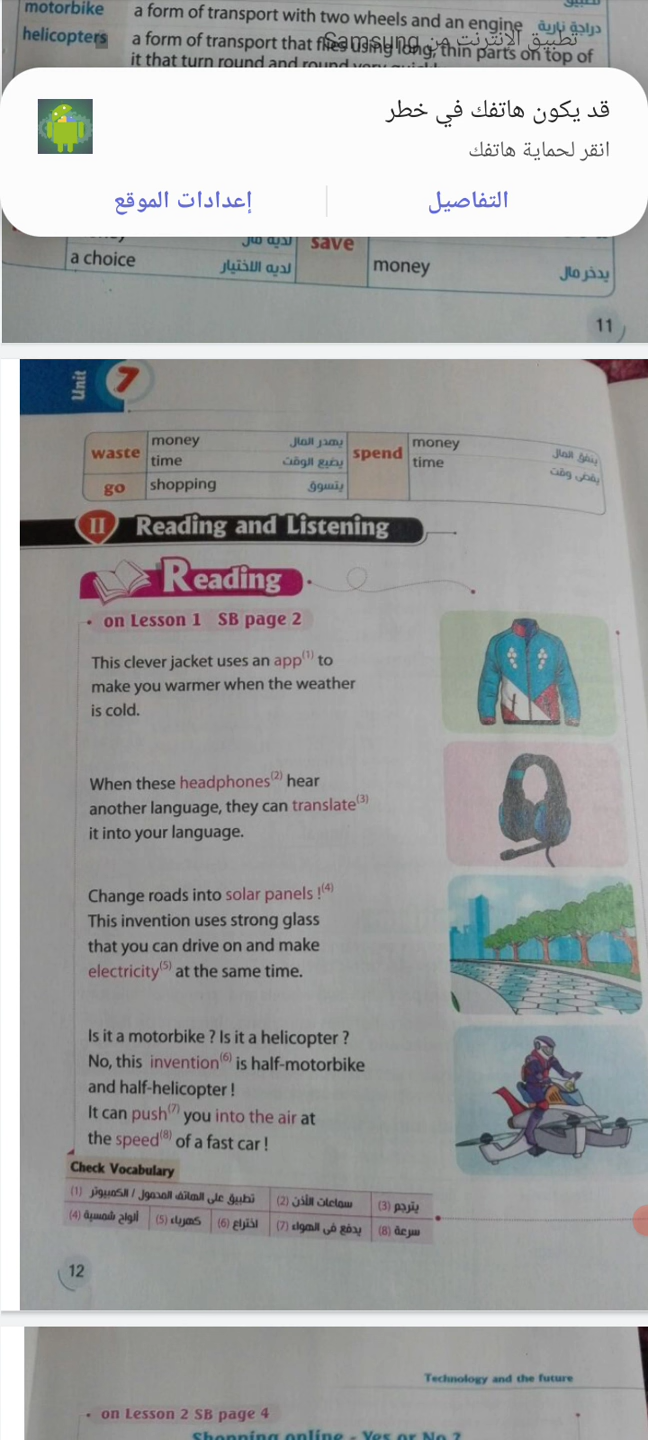 motorbike a form of transport with two wheels and an engine دراجة نارية
helicopters a form of transport that flies using long, thin parts on top of
تطبيق الإنترنت من Samsung
it that turn round and round very quickly
قد يكون هاتفك في خطر
انقر لحماية هاتفك
التفاصيل
إعدادات الموقع
لديه مال save
a choice لديه الاختيار money يدخر مال
11
Unit 7
waste money يهدر المال spend money ينفق المال
time يضيع الوقت time يقضى وقت
go shopping يتسوق
II Reading and Listening
Reading
• on Lesson 1 SB page 2
This clever jacket uses an app(1) to
make you warmer when the weather
is cold.
When these headphones(2) hear
another language, they can translate(3)
it into your language.
Change roads into solar panels !(4)
This invention uses strong glass
that you can drive on and make
electricity(5) at the same time.
Is it a motorbike ? Is it a helicopter ?
No, this invention(6) is half-motorbike
and half-helicopter !
It can push(7) you into the air at
the speed(8) of a fast car !
Check Vocabulary
(1) تطبيق على الهاتف المحمول / الكمبيوتر (2) سماعات الأذن (3) يترجم
(4) ألواح شمسية (5) كهرباء (6) اختراع (7) يدفع فى الهواء (8) سرعة
12
Technology and the future
• on Lesson 2 SB page 4
Shopping online - Yes or No ?